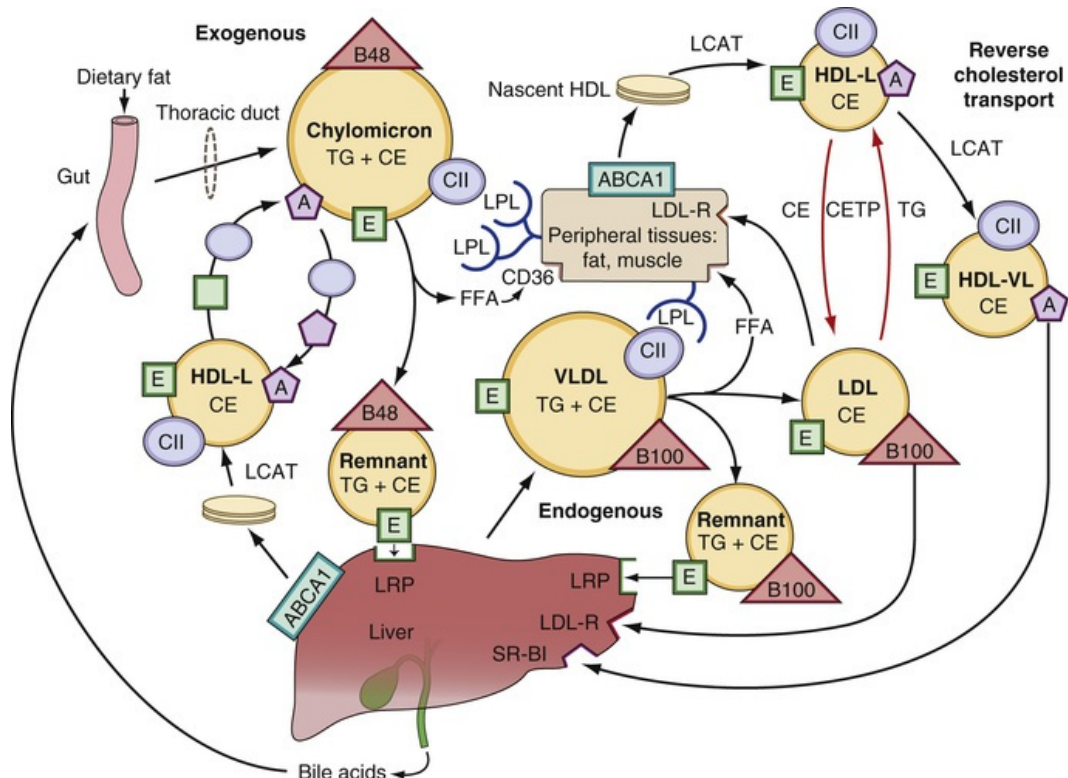 Exogenous
Dietary fat
Thoracic duct
Gut
B48
Chylomicron
TG + CE
CII
A
E
LPL
LPL
CD36
FFA
Nascent HDL
LCAT
ABCA1
LDL-R
Peripheral tissues:
fat, muscle
LPL
FFA
CII
HDL-L
CE
E
A
Reverse
cholesterol
transport
LCAT
CE
CETP
TG
CII
HDL-VL
CE
E
A
E
HDL-L
CE
A
CII
LCAT
ABCA1
B48
Remnant
TG + CE
E
LRP
VLDL
TG + CE
E
CII
B100
LDL
CE
E
B100
Endogenous
Remnant
TG + CE
E
B100
LRP
LDL-R
SR-BI
Liver
Bile acids